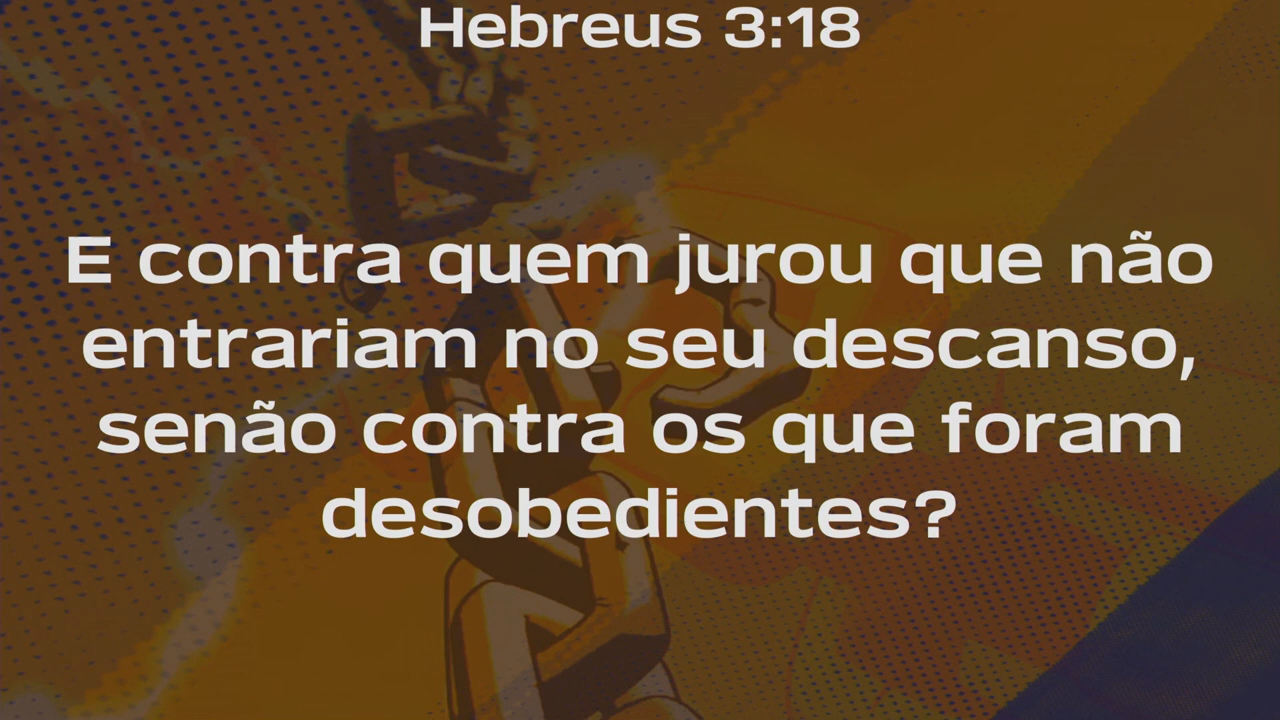 Hebreus 3:18
E contra quem jurou que não
entrariam no seu descanso,
senão contra os que foram
desobedientes?